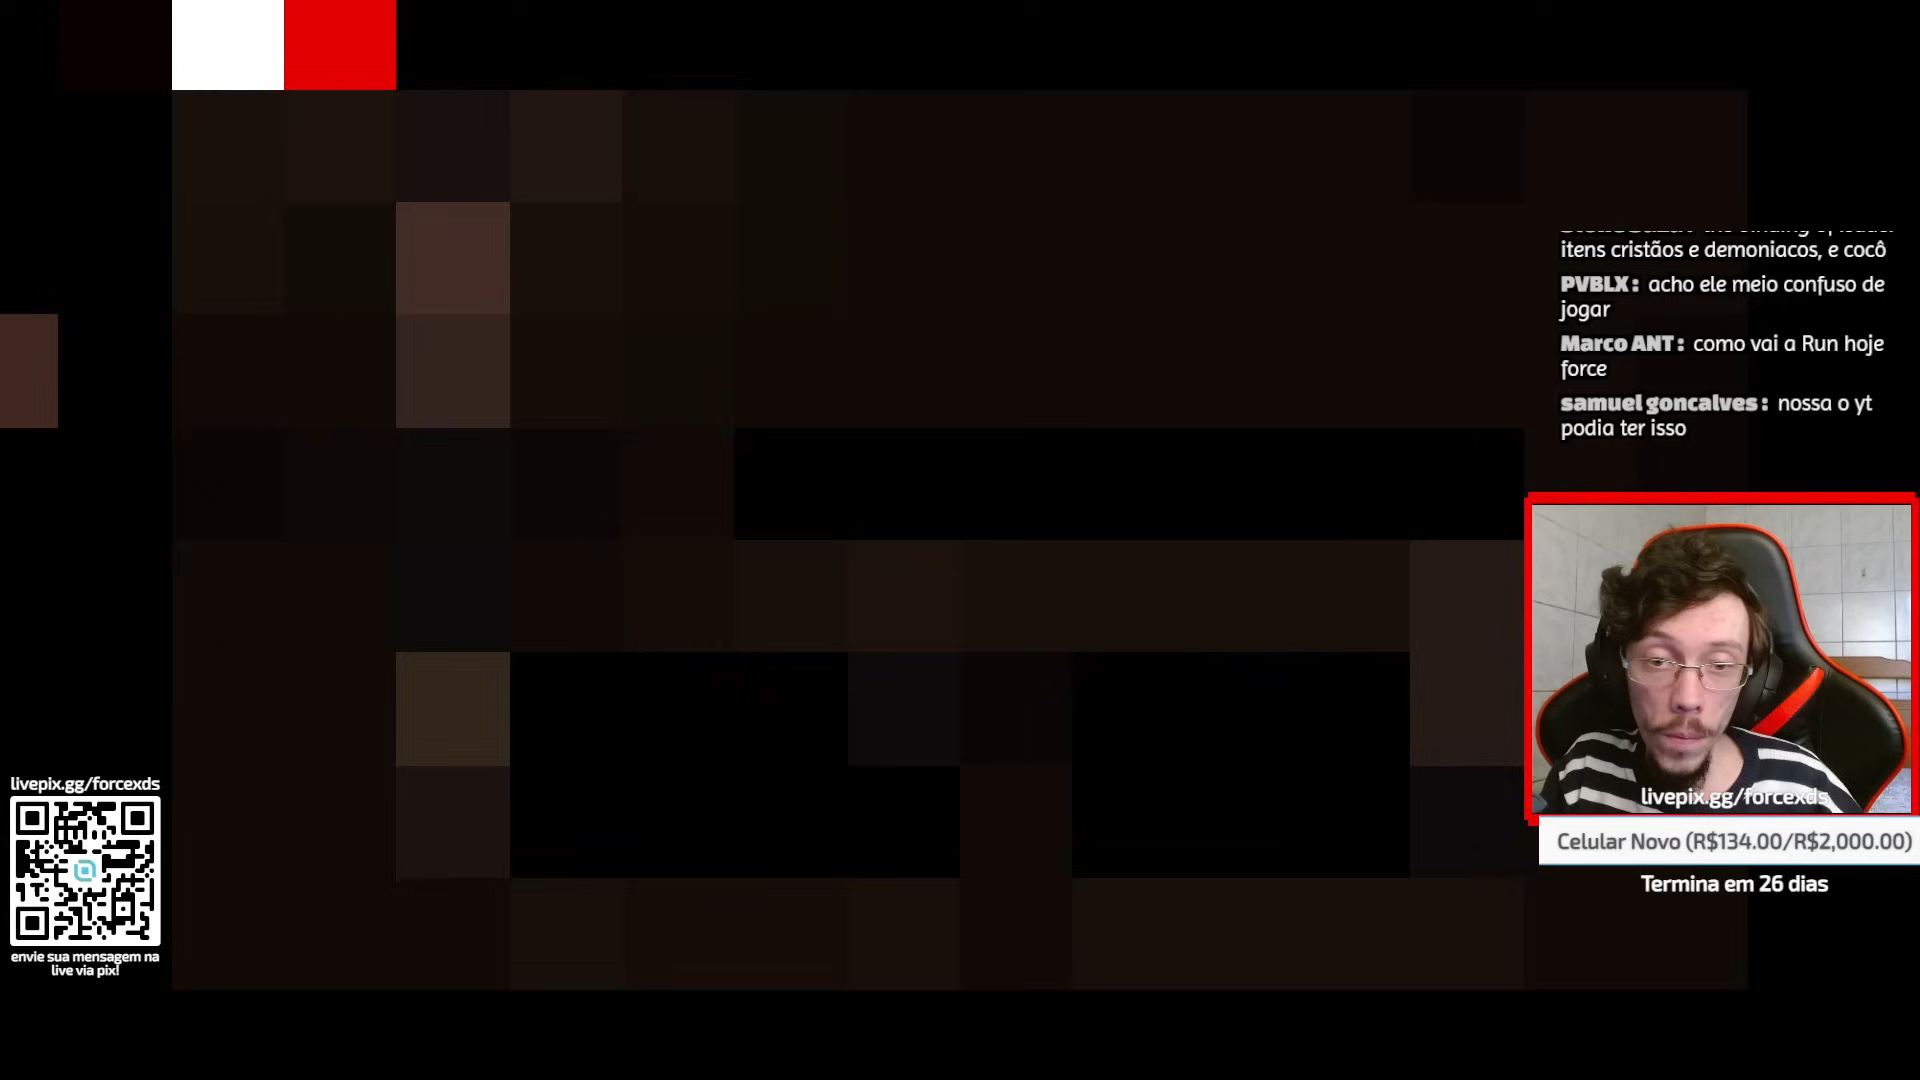 itens cristãos e demoniacos, e cocô
PVBLX: acho ele meio confuso de
jogar
Marco ANT: como vai a Run hoje
force
samuel goncalves: nossa o yt
podia ter isso
livepix.gg/forcexds
Celular Novo (R$134.00/R$2,000.00)
Termina em 26 dias
livepix.gg/forcexds
envie sua mensagem na
live via pix!